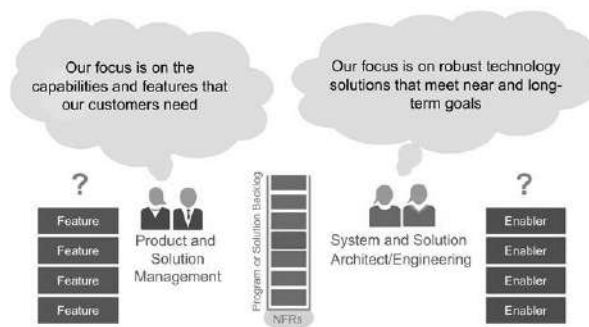 Our focus is on the
capabilities and features that
our customers need
Our focus is on robust technology
solutions that meet near and long-
term goals
?
Feature
Feature
Feature
Feature
Product and
Solution
Management
Program or Solution Backlog
NFRs
System and Solution
Architect/Engineering
?
Enabler
Enabler
Enabler
Enabler